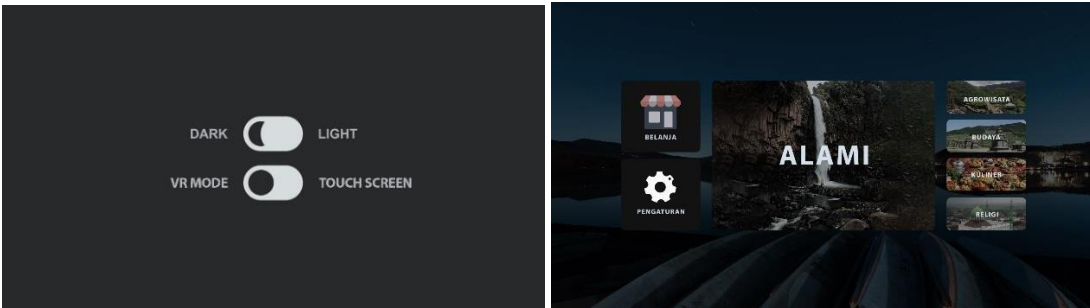 DARK LIGHT
VR MODE TOUCH SCREEN
BELANJA
PENGATURAN
ALAMI
AGROWISATA
BUDAYA
KULINER
RELIGI